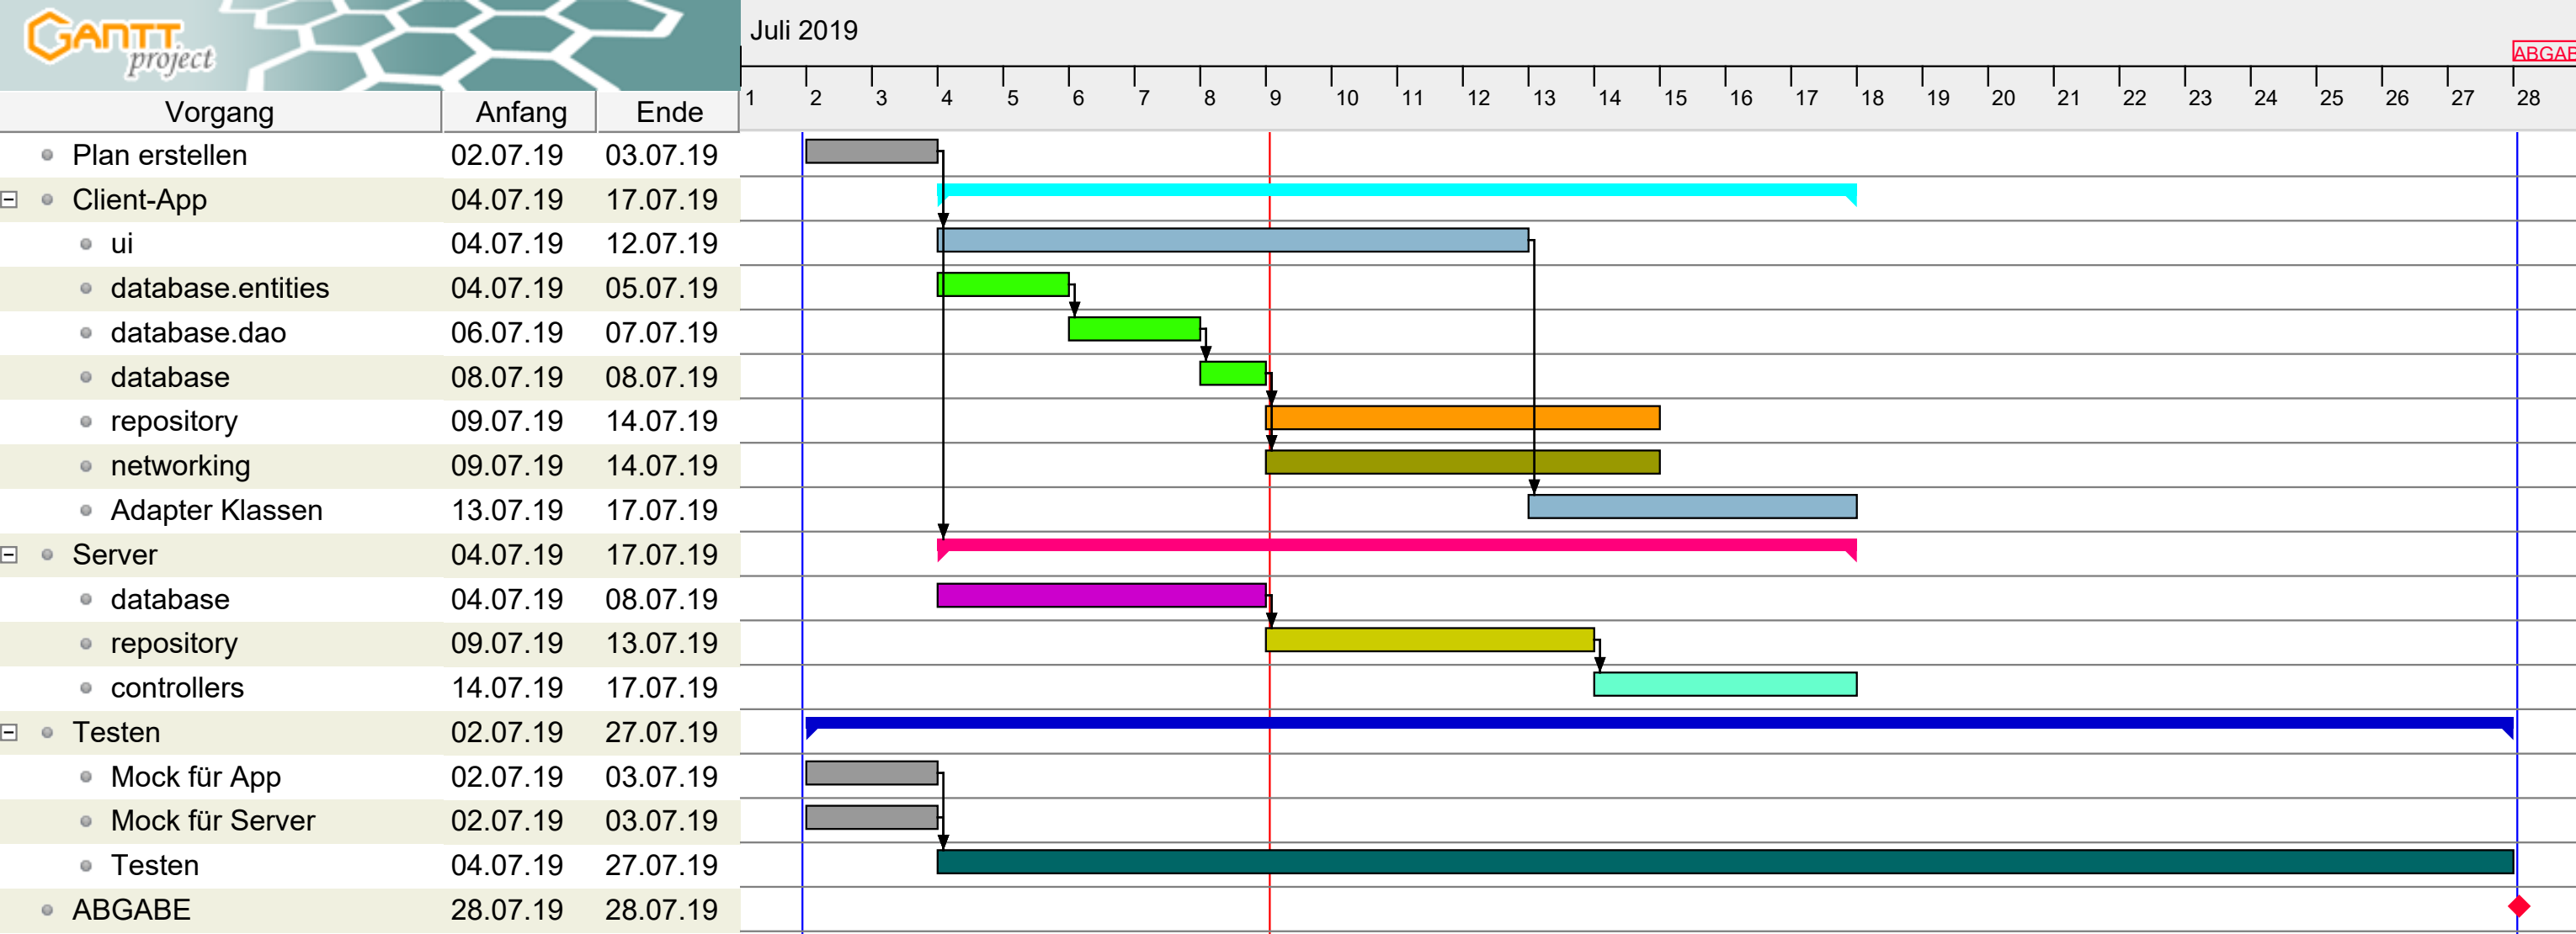 GANTT
project
Juli 2019
ABGAB
Vorgang Anfang Ende
1 2 3 4 5 6 7 8 9 10 11 12 13 14 15 16 17 18 19 20 21 22 23 24 25 26 27 28
Plan erstellen 02.07.19 03.07.19
Client-App 04.07.19 17.07.19
ui 04.07.19 12.07.19
database.entities 04.07.19 05.07.19
database.dao 06.07.19 07.07.19
database 08.07.19 08.07.19
repository 09.07.19 14.07.19
networking 09.07.19 14.07.19
Adapter Klassen 13.07.19 17.07.19
Server 04.07.19 17.07.19
database 04.07.19 08.07.19
repository 09.07.19 13.07.19
controllers 14.07.19 17.07.19
Testen 02.07.19 27.07.19
Mock für App 02.07.19 03.07.19
Mock für Server 02.07.19 03.07.19
Testen 04.07.19 27.07.19
ABGABE 28.07.19 28.07.19